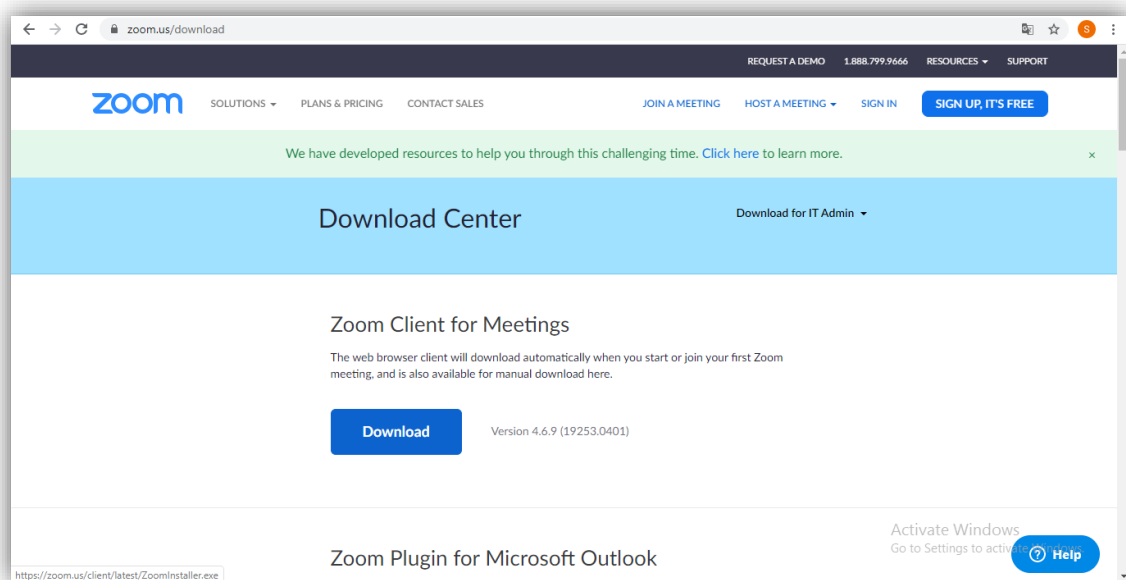 zoom.us/download
S
REQUEST A DEMO 1.888.799.9666 RESOURCES SUPPORT
zoom SOLUTIONS PLANS & PRICING CONTACT SALES JOIN A MEETING HOST A MEETING SIGN IN SIGN UP, IT'S FREE
We have developed resources to help you through this challenging time. Click here to learn more. ×
Download Center Download for IT Admin
Zoom Client for Meetings
The web browser client will download automatically when you start or join your first Zoom
meeting, and is also available for manual download here.
Download Version 4.6.9 (19253.0401)
Activate Windows
Go to Settings to activate Windows.
Zoom Plugin for Microsoft Outlook
? Help
https://zoom.us/client/latest/ZoomInstaller.exe